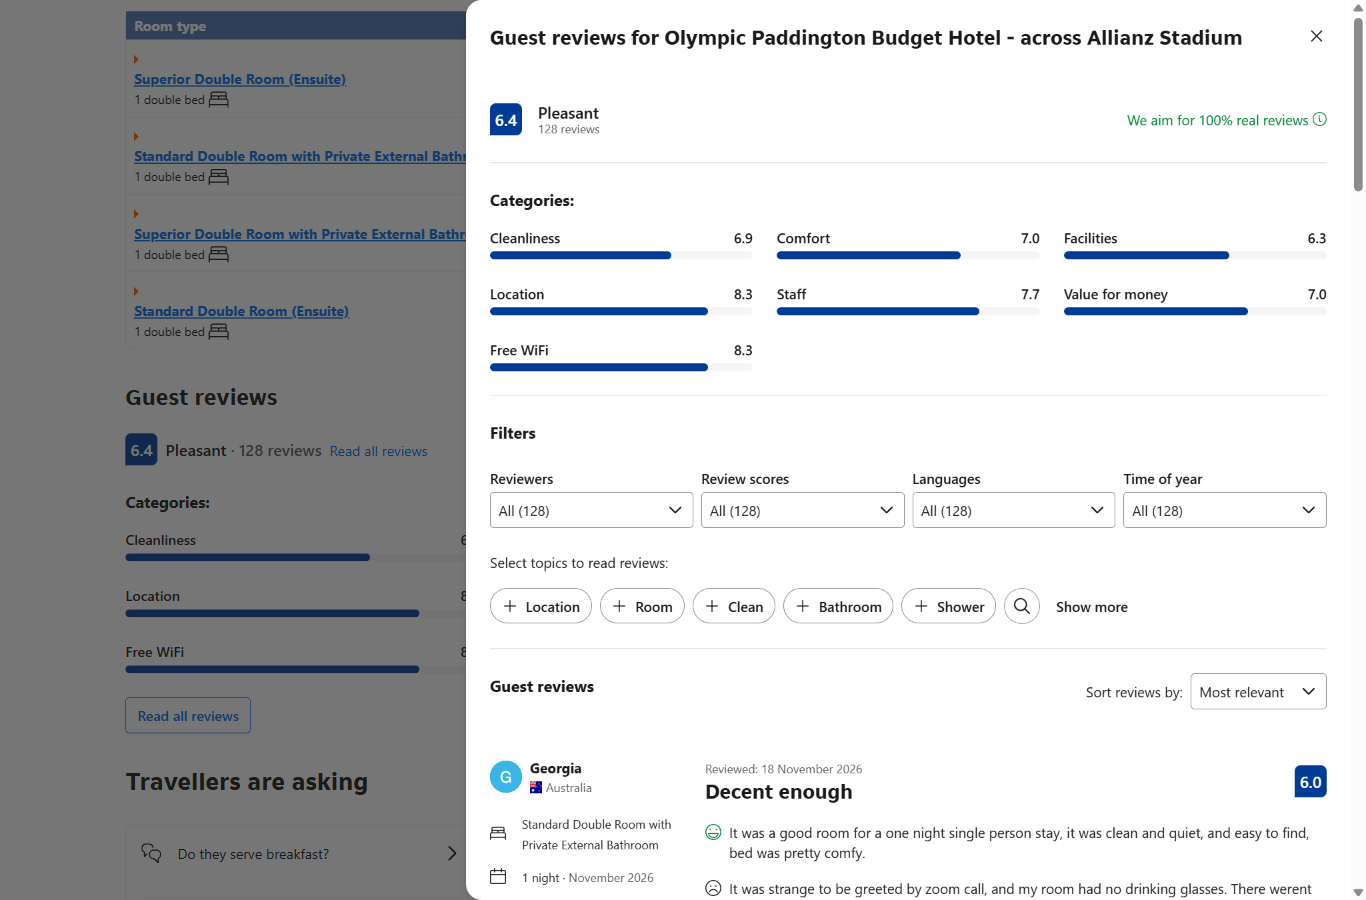 Room type
Superior Double Room (Ensuite)
1 double bed
Standard Double Room with Private External Bathr
1 double bed
Superior Double Room with Private External Bathr
1 double bed
Standard Double Room (Ensuite)
1 double bed
Guest reviews
6.4 Pleasant · 128 reviews Read all reviews
Categories:
Cleanliness 6
Location 8
Free WiFi 8
Read all reviews
Travellers are asking
Do they serve breakfast?
Guest reviews for Olympic Paddington Budget Hotel - across Allianz Stadium
6.4 Pleasant
128 reviews
We aim for 100% real reviews
Categories:
Cleanliness 6.9
Comfort 7.0
Facilities 6.3
Location 8.3
Staff 7.7
Value for money 7.0
Free WiFi 8.3
Filters
Reviewers
All (128)
Review scores
All (128)
Languages
All (128)
Time of year
All (128)
Select topics to read reviews:
Location
Room
Clean
Bathroom
Shower
Show more
Guest reviews
Sort reviews by: Most relevant
G
Georgia
Australia
Standard Double Room with
Private External Bathroom
1 night · November 2026
Reviewed: 18 November 2026
Decent enough
6.0
It was a good room for a one night single person stay, it was clean and quiet, and easy to find,
bed was pretty comfy.
It was strange to be greeted by zoom call, and my room had no drinking glasses. There werent